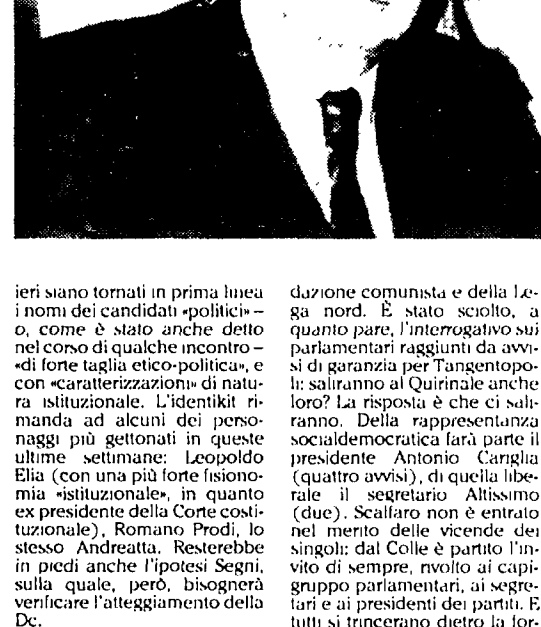 ieri siano tornati in prima linea
i nomi dei candidati «politici» –
o, come è stato anche detto
nel corso di qualche incontro –
«di forte taglia etico-politica», e
con «caratterizzazioni» di natu-
ra istituzionale. L'identikit ri-
manda ad alcuni dei perso-
naggi più gettonati in queste
ultime settimane: Leopoldo
Elia (con una più forte fisiono-
mia «istituzionale», in quanto
ex presidente della Corte costi-
tuzionale), Romano Prodi, lo
stesso Andreatta. Resterebbe
in piedi anche l'ipotesi Segni,
sulla quale, però, bisognerà
verificare l'atteggiamento della
Dc.
dazione comunista e della Le-
ga nord. È stato sciolto, a
quanto pare, l'interrogativo sui
parlamentari raggiunti da avvi-
si di garanzia per Tangentopo-
li: saliranno al Quirinale anche
loro? La risposta è che ci sali-
ranno. Della rappresentanza
socialdemocratica farà parte il
presidente Antonio Cariglia
(quattro avvisi), di quella libe-
rale il segretario Altissimo
(due). Scalfaro non è entrato
nel merito delle vicende dei
singoli: dal Colle è partito l'in-
vito di sempre, rivolto ai capi-
gruppo parlamentari, ai segre-
tari e ai presidenti dei partiti. E
tutti si trincerano dietro la for-